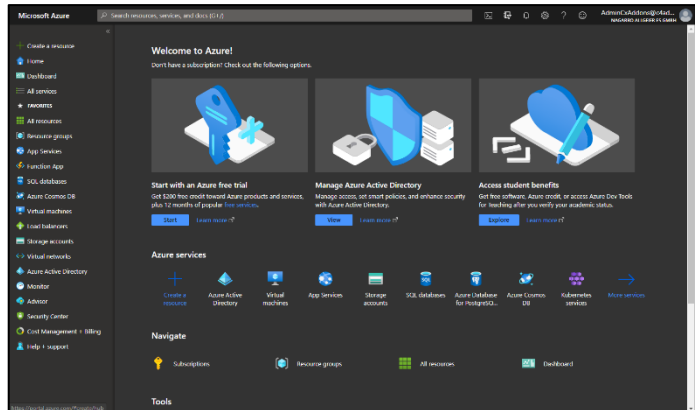 Microsoft Azure
Search resources, services, and docs (G+/)
AdminCxAddons@c4ad...
NAGARRO ALLGEIER ES GMBH
Create a resource
Home
Dashboard
All services
FAVORITES
All resources
Resource groups
App Services
Function App
SQL databases
Azure Cosmos DB
Virtual machines
Load balancers
Storage accounts
Virtual networks
Azure Active Directory
Monitor
Advisor
Security Center
Cost Management + Billing
Help + support
Welcome to Azure!
Don't have a subscription? Check out the following options.
Start with an Azure free trial
Get $200 free credit toward Azure products and services,
plus 12 months of popular free services.
Start
Learn more
Manage Azure Active Directory
Manage access, set smart policies, and enhance security
with Azure Active Directory.
View
Learn more
Access student benefits
Get free software, Azure credit, or access Azure Dev Tools
for Teaching after you verify your academic status.
Explore
Learn more
Azure services
Create a
resource
Azure Active
Directory
Virtual
machines
App Services
Storage
accounts
SQL databases
Azure Database
for PostgreSQ...
Azure Cosmos
DB
Kubernetes
services
More services
Navigate
Subscriptions
Resource groups
All resources
Dashboard
Tools